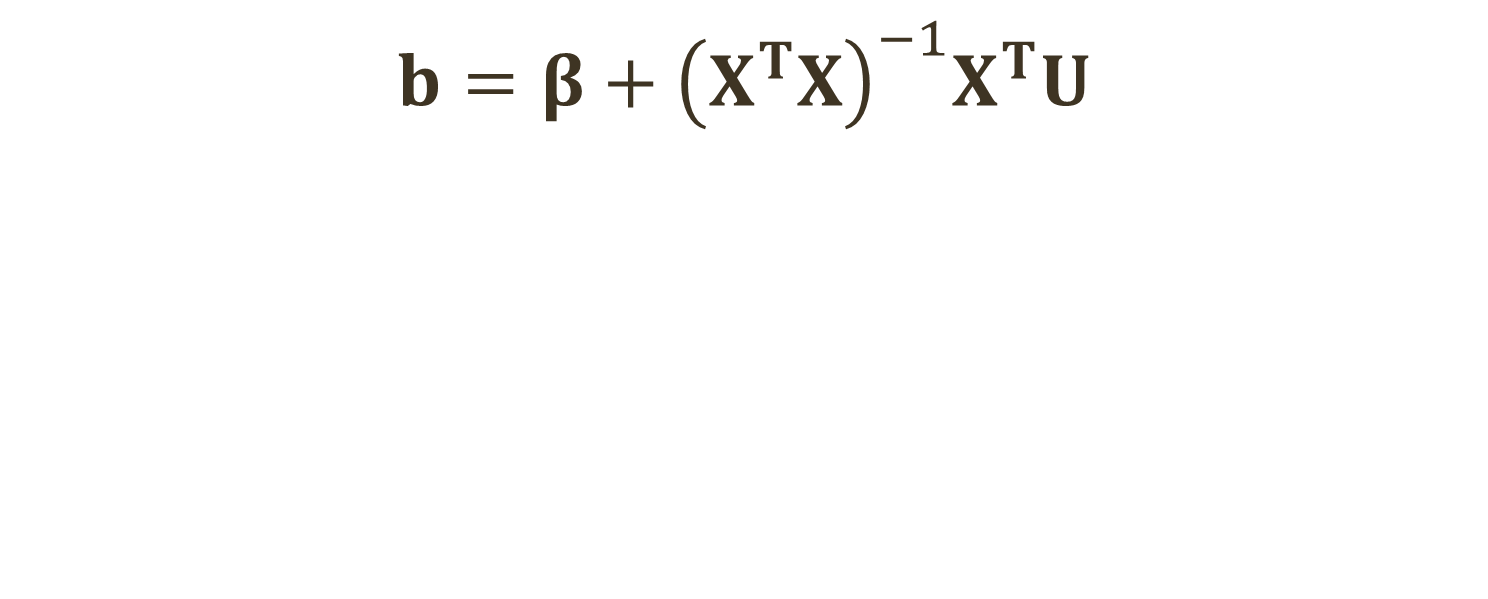 𝐛 = 𝛃 + (𝐗ᵀ𝐗)⁻¹𝐗ᵀ𝐔